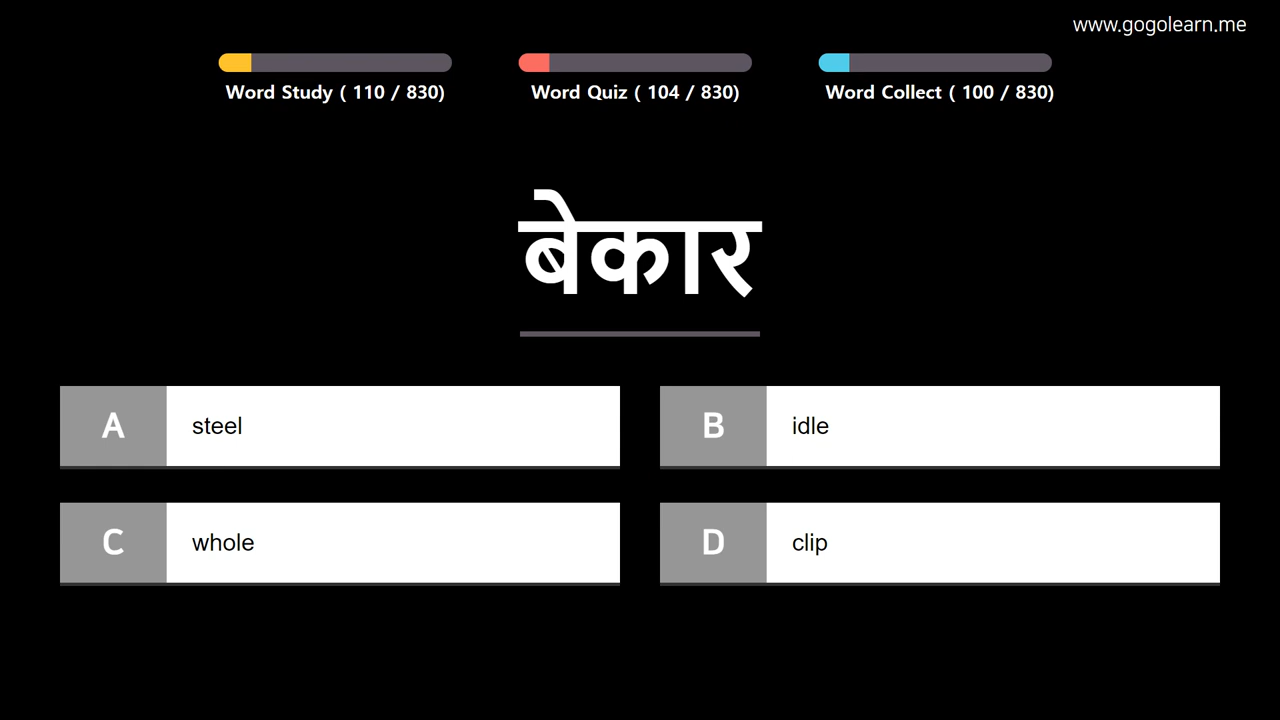 www.gogolearn.me
Word Study ( 110 / 830)
Word Quiz ( 104 / 830)
Word Collect ( 100 / 830)
बेकार
A steel
B idle
C whole
D clip